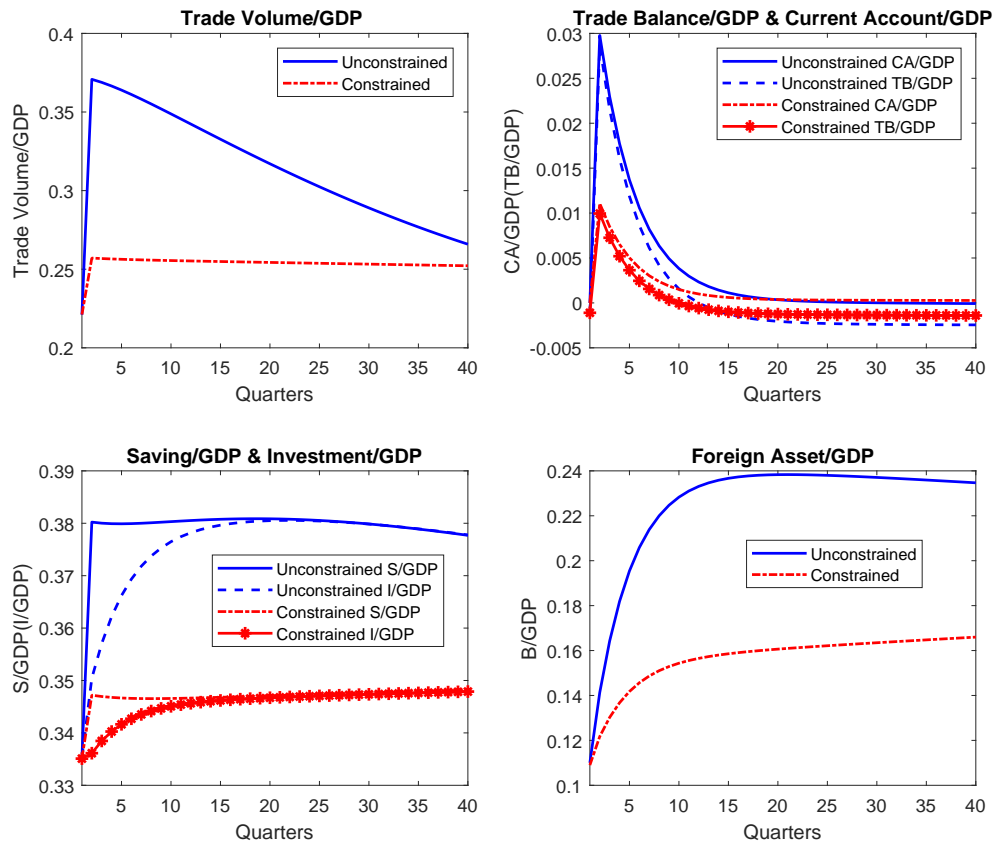 Trade Volume/GDP
Trade Volume/GDP
0.4
0.35
0.3
0.25
0.2
5 10 15 20 25 30 35 40
Quarters
Unconstrained
Constrained
Trade Balance/GDP & Current Account/GDP
CA/GDP(TB/GDP)
0.03
0.025
0.02
0.015
0.01
0.005
0
-0.005
5 10 15 20 25 30 35 40
Quarters
Unconstrained CA/GDP
Unconstrained TB/GDP
Constrained CA/GDP
Constrained TB/GDP
Saving/GDP & Investment/GDP
S/GDP(I/GDP)
0.39
0.38
0.37
0.36
0.35
0.34
0.33
5 10 15 20 25 30 35 40
Quarters
Unconstrained S/GDP
Unconstrained I/GDP
Constrained S/GDP
Constrained I/GDP
Foreign Asset/GDP
B/GDP
0.24
0.22
0.2
0.18
0.16
0.14
0.12
0.1
5 10 15 20 25 30 35 40
Quarters
Unconstrained
Constrained